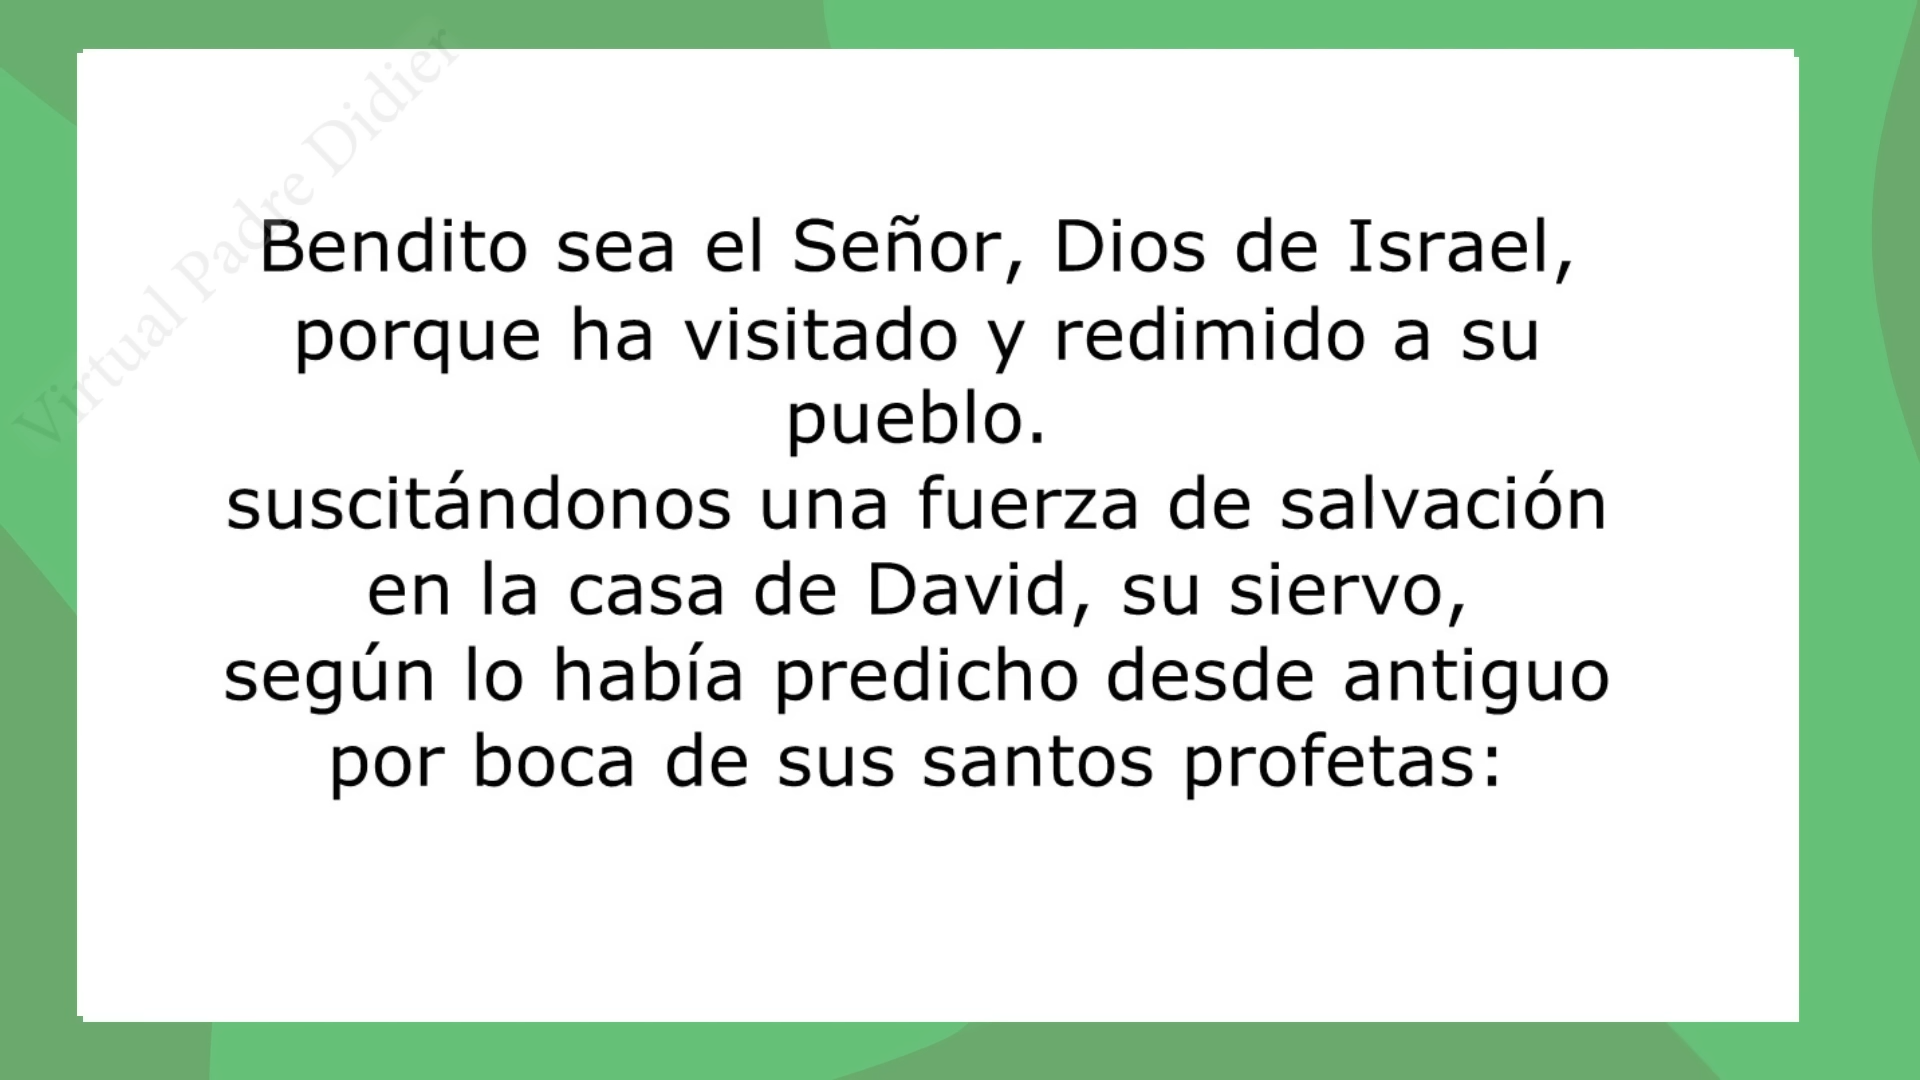 Virtual Padre Didier
Bendito sea el Señor, Dios de Israel,
porque ha visitado y redimido a su
pueblo.
suscitándonos una fuerza de salvación
en la casa de David, su siervo,
según lo había predicho desde antiguo
por boca de sus santos profetas: